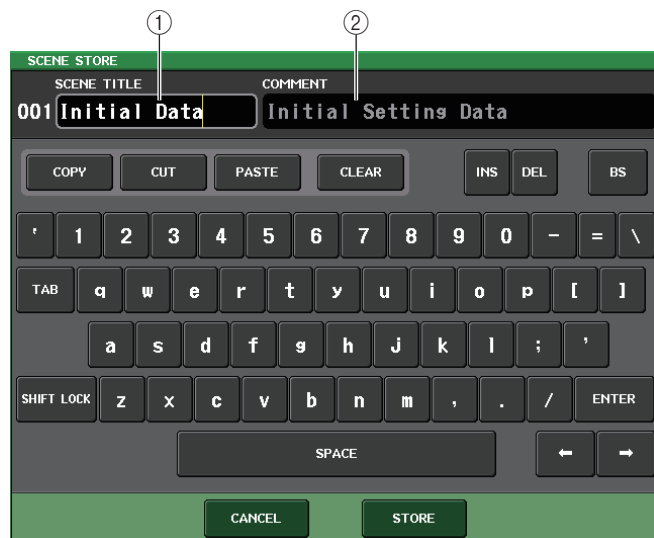 ① ②
SCENE STORE
SCENE TITLE COMMENT
001 Initial Data Initial Setting Data
COPY CUT PASTE CLEAR INS DEL BS
' 1 2 3 4 5 6 7 8 9 0 - = \
TAB q w e r t y u i o p [ ]
a s d f g h j k l ; '
SHIFT LOCK z x c v b n m , . / ENTER
SPACE ← →
CANCEL STORE